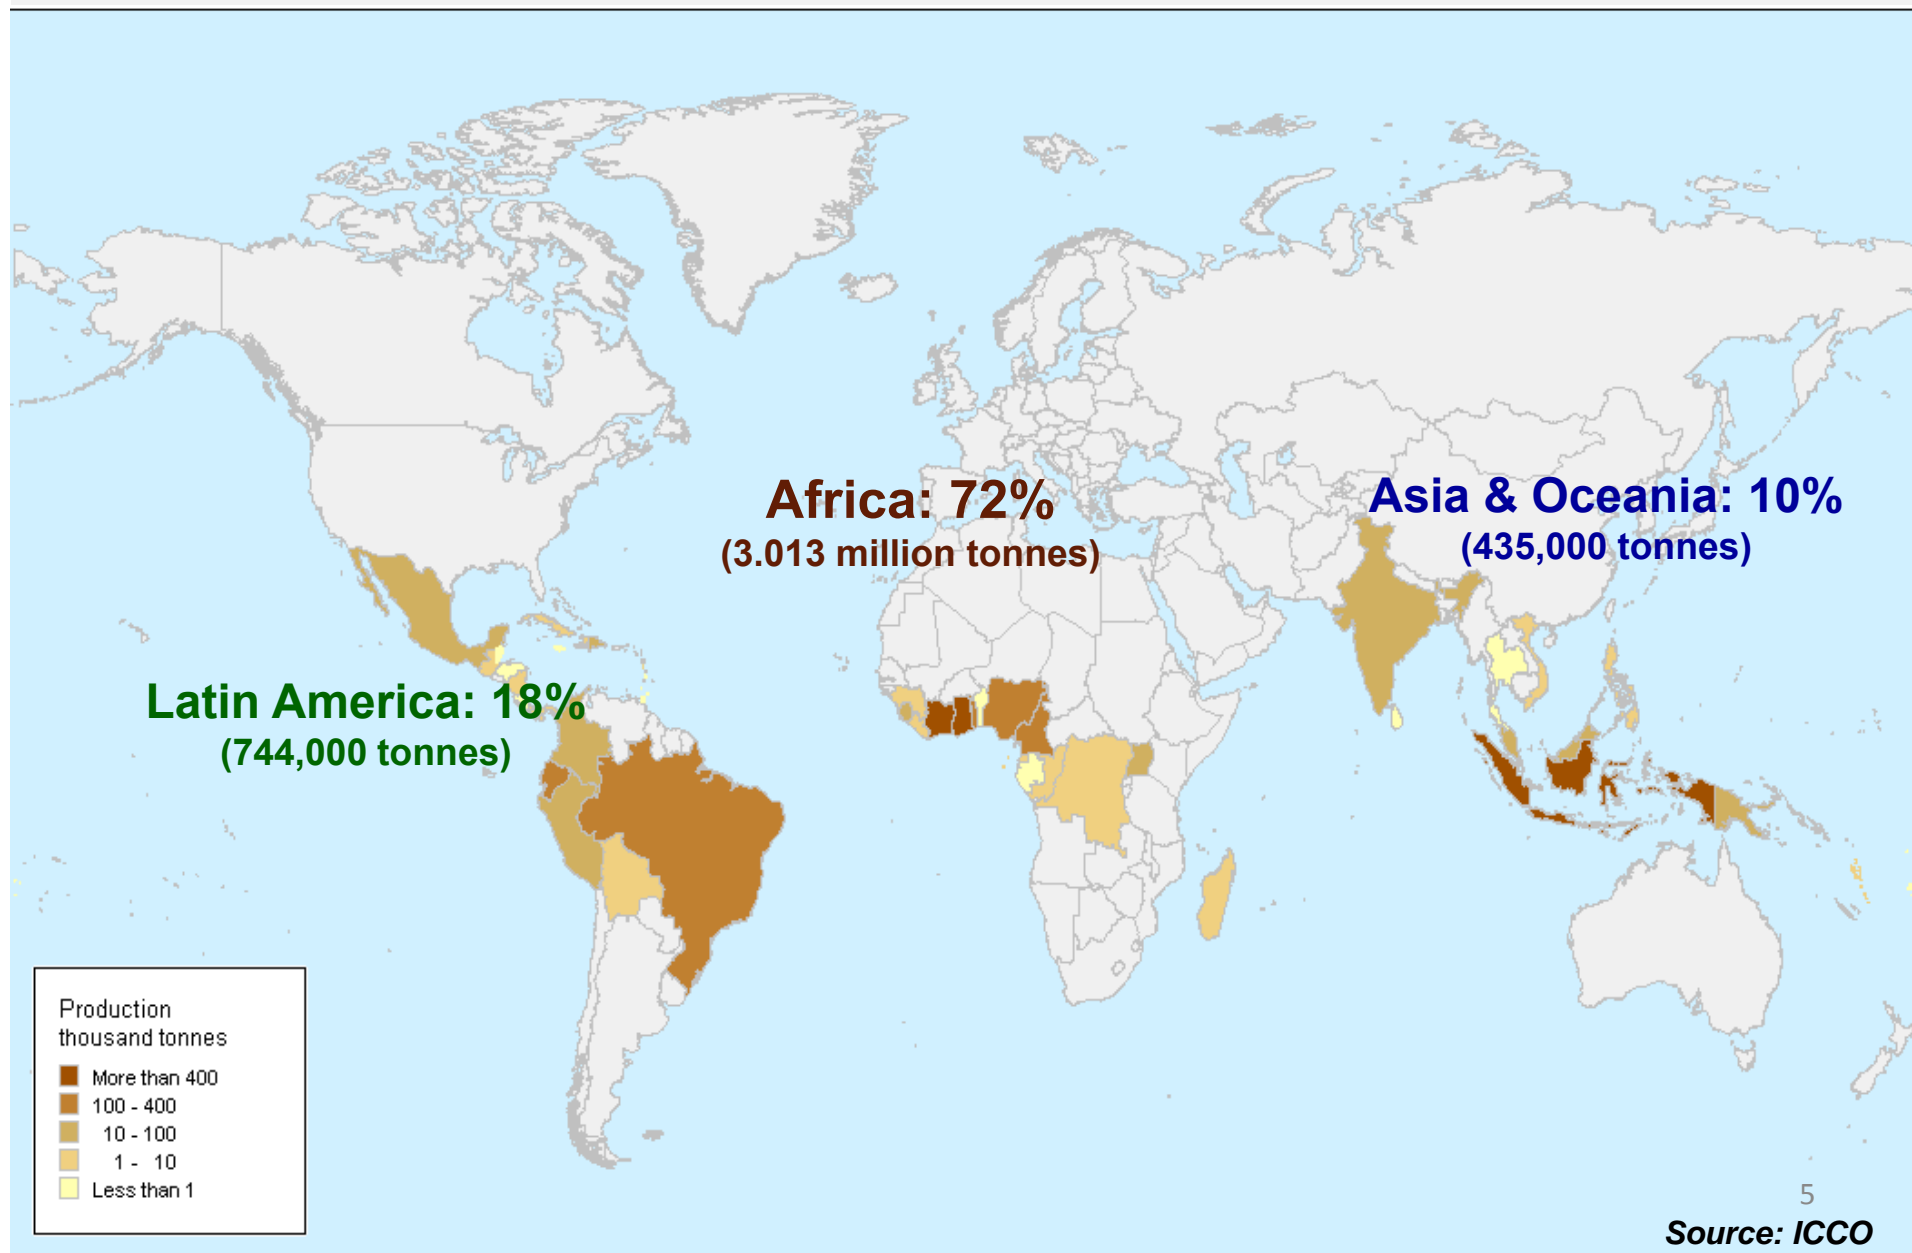 Africa: 72%
(3.013 million tonnes)
Asia & Oceania: 10%
(435,000 tonnes)
Latin America: 18%
(744,000 tonnes)
Production
thousand tonnes
More than 400
100 - 400
10 - 100
1 - 10
Less than 1
5
Source: ICCO